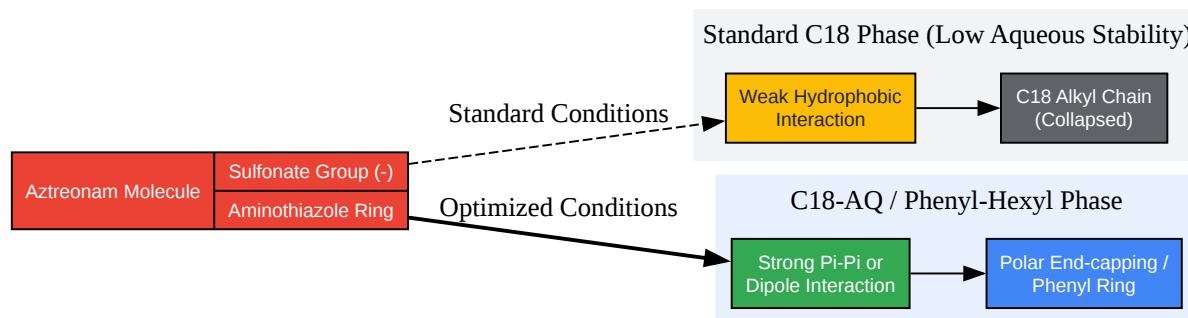 Standard C18 Phase (Low Aqueous Stability)
Weak Hydrophobic
Interaction
C18 Alkyl Chain
(Collapsed)
Standard Conditions
Aztreonam Molecule
Sulfonate Group (-)
Aminothiazole Ring
Optimized Conditions
C18-AQ / Phenyl-Hexyl Phase
Strong Pi-Pi or
Dipole Interaction
Polar End-capping /
Phenyl Ring